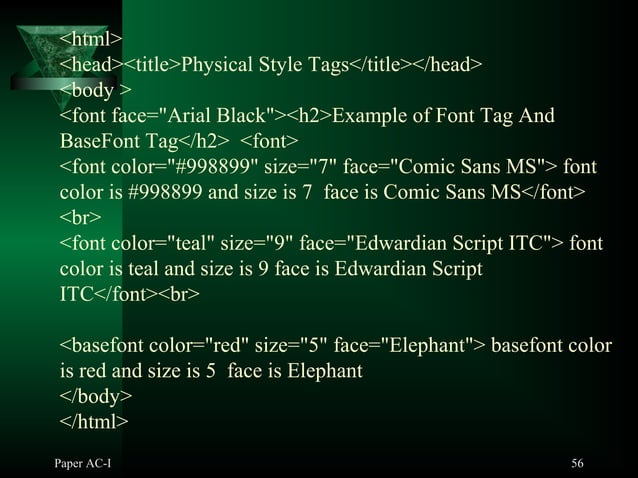 <html>
<head><title>Physical Style Tags</title></head>
<body >
<font face="Arial Black"><h2>Example of Font Tag And
BaseFont Tag</h2>  <font>
<font color="#998899" size="7" face="Comic Sans MS"> font
color is #998899 and size is 7  face is Comic Sans MS</font>
<br>
<font color="teal" size="9" face="Edwardian Script ITC"> font
color is teal and size is 9 face is Edwardian Script
ITC</font><br>
<basefont color="red" size="5" face="Elephant"> basefont color
is red and size is 5  face is Elephant
</body>
</html>
Paper AC-I
56